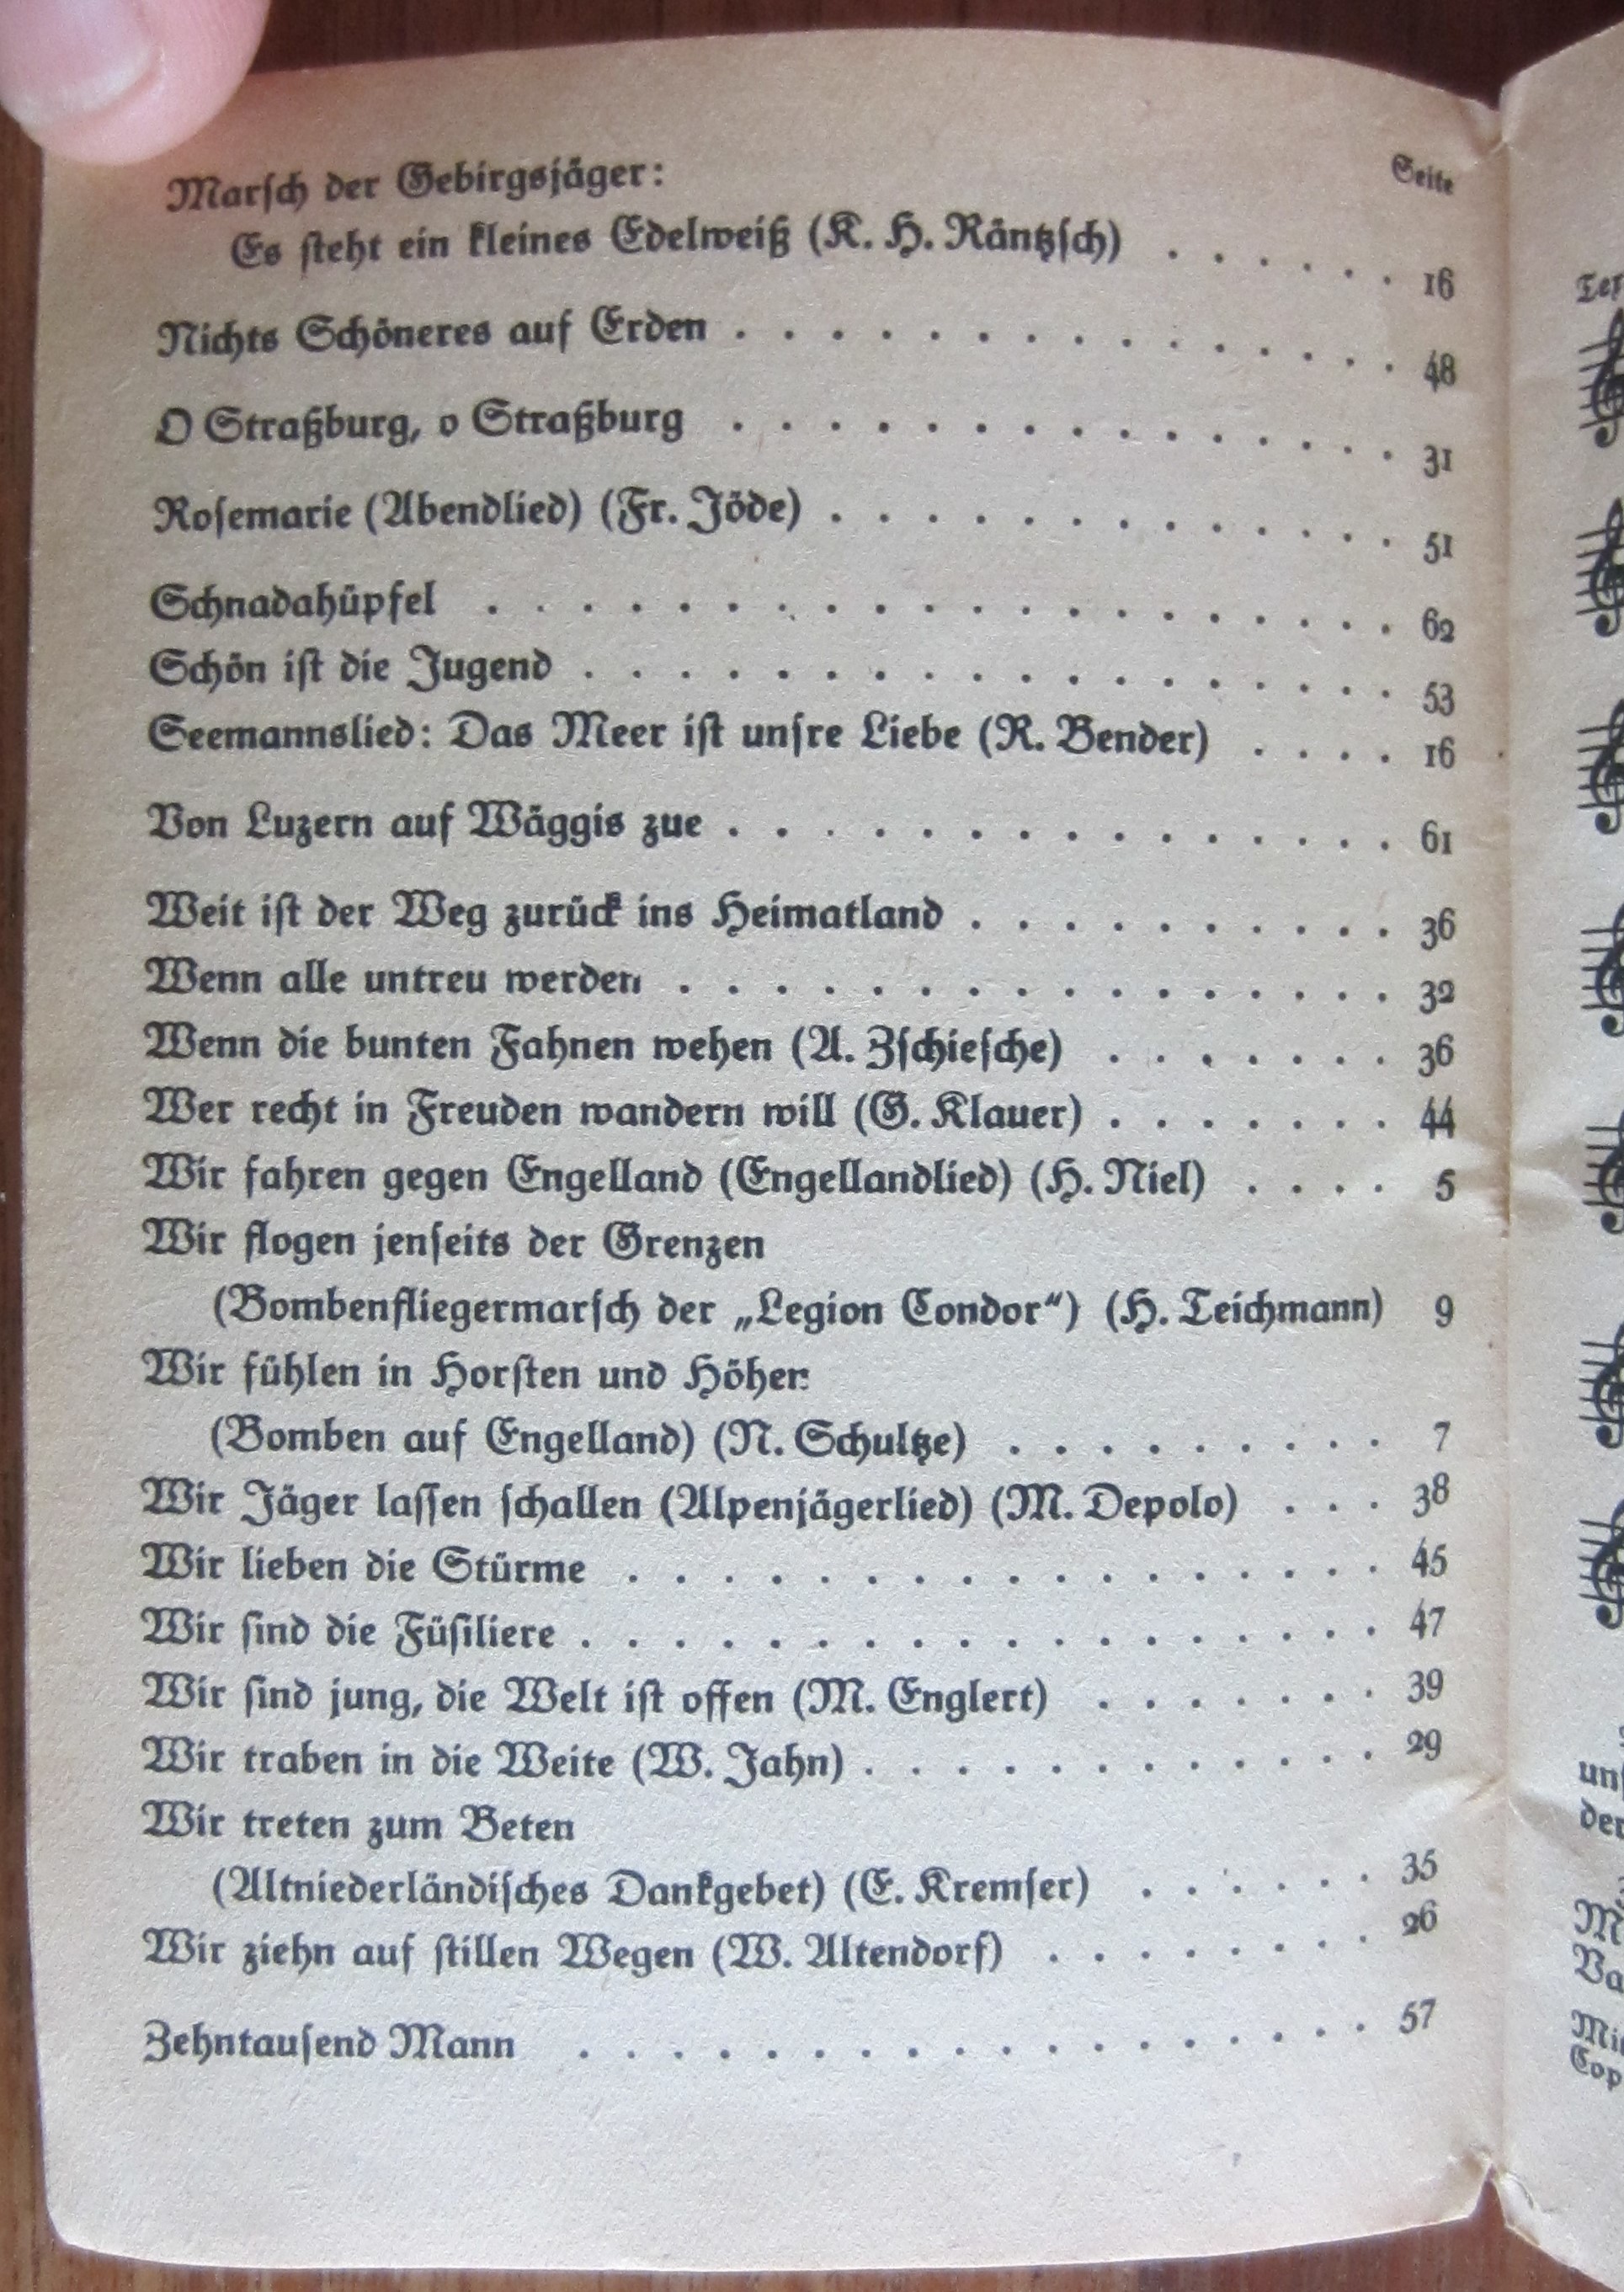 Seite
Marsch der Gebirgsjäger:
Es steht ein kleines Edelweiß (K. H. Räntzsch) . . . . . . 16
Nichts Schöneres auf Erden . . . . . . . . . . . . . . . 48
O Straßburg, o Straßburg . . . . . . . . . . . . . . . 31
Rosemarie (Abendlied) (Fr. Jöde) . . . . . . . . . . . . . 51
Schnadahüpfel . . . . . . . . . . . . . . . . . . . . 62
Schön ist die Jugend . . . . . . . . . . . . . . . . . . 53
Seemannslied: Das Meer ist unsre Liebe (R. Bender) . . . . 16
Von Luzern auf Wäggis zue . . . . . . . . . . . . . . . 61
Weit ist der Weg zurück ins Heimatland . . . . . . . . . . 36
Wenn alle untreu werden . . . . . . . . . . . . . . . . 32
Wenn die bunten Fahnen wehen (A. Zschiesche) . . . . . . . 36
Wer recht in Freuden wandern will (G. Klauer) . . . . . . . 44
Wir fahren gegen Engelland (Engellandlied) (H. Niel) . . . . 5
Wir flogen jenseits der Grenzen
(Bombenfliegermarsch der „Legion Condor“) (H. Teichmann) 9
Wir fühlen in Horsten und Höhen
(Bomben auf Engelland) (N. Schultze) . . . . . . . . . 7
Wir Jäger lassen schallen (Alpenjägerlied) (M. Depolo) . . . 38
Wir lieben die Stürme . . . . . . . . . . . . . . . . . 45
Wir sind die Füsiliere . . . . . . . . . . . . . . . . . . 47
Wir sind jung, die Welt ist offen (M. Englert) . . . . . . . 39
Wir traben in die Weite (W. Jahn) . . . . . . . . . . . . 29
Wir treten zum Beten
(Altniederländisches Dankgebet) (E. Kremser) . . . . . . 35
Wir ziehn auf stillen Wegen (W. Altendorf) . . . . . . . . 26
Zehntausend Mann . . . . . . . . . . . . . . . . . . 57